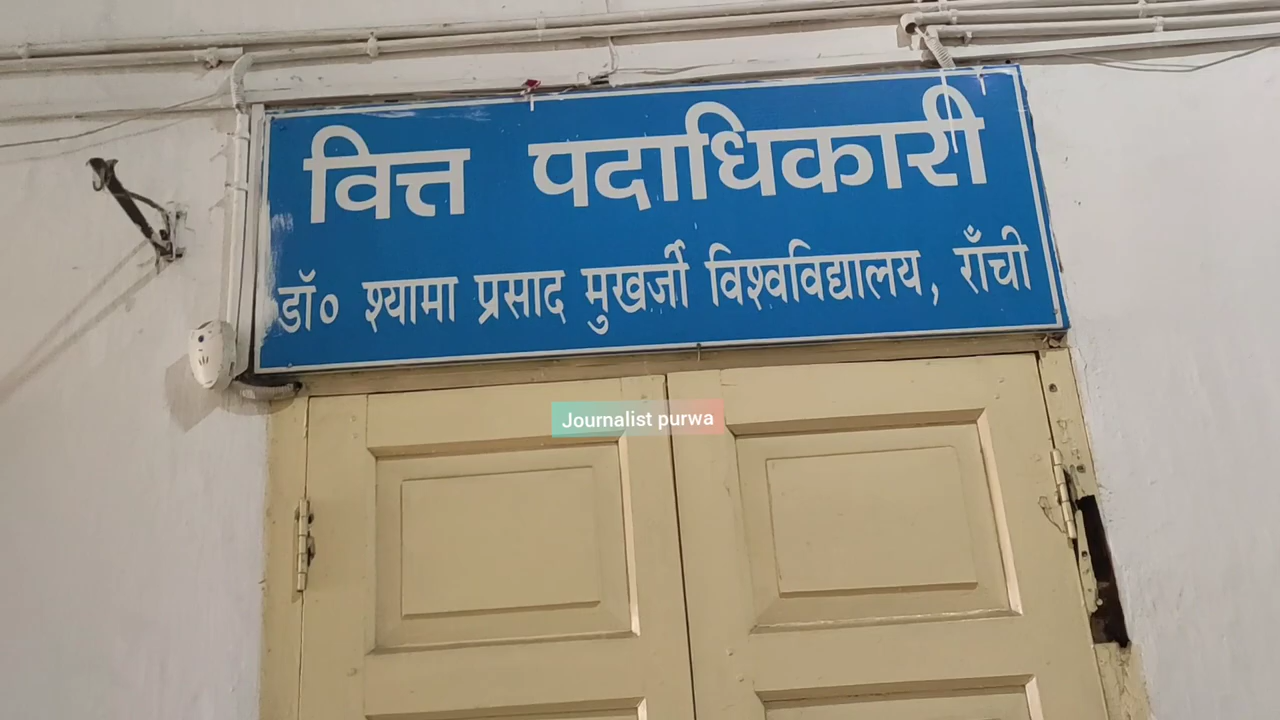 वित्त पदाधिकारी
डॉ० श्यामा प्रसाद मुखर्जी विश्वविद्यालय, राँची
Journalist purwa